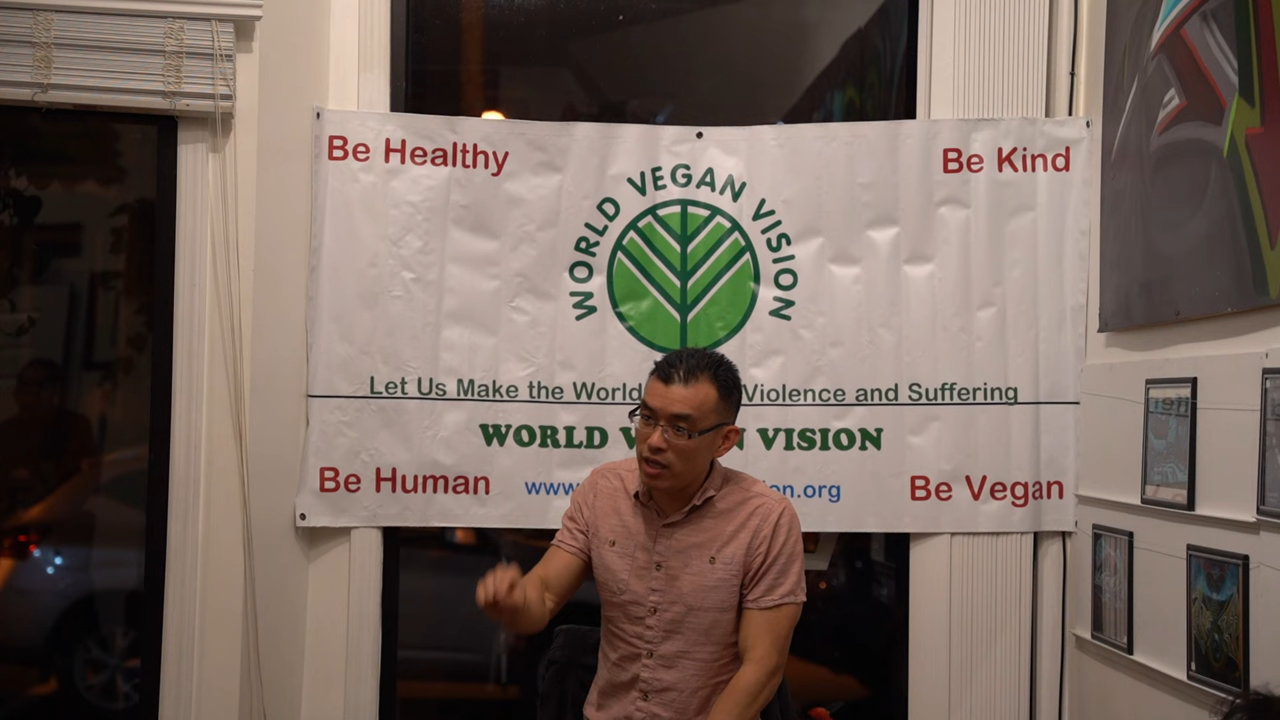 Be Healthy
Be Kind
WORLD VEGAN VISION
Let Us Make the World Violence and Suffering
WORLD V N VISION
Be Human
www. on.org
Be Vegan